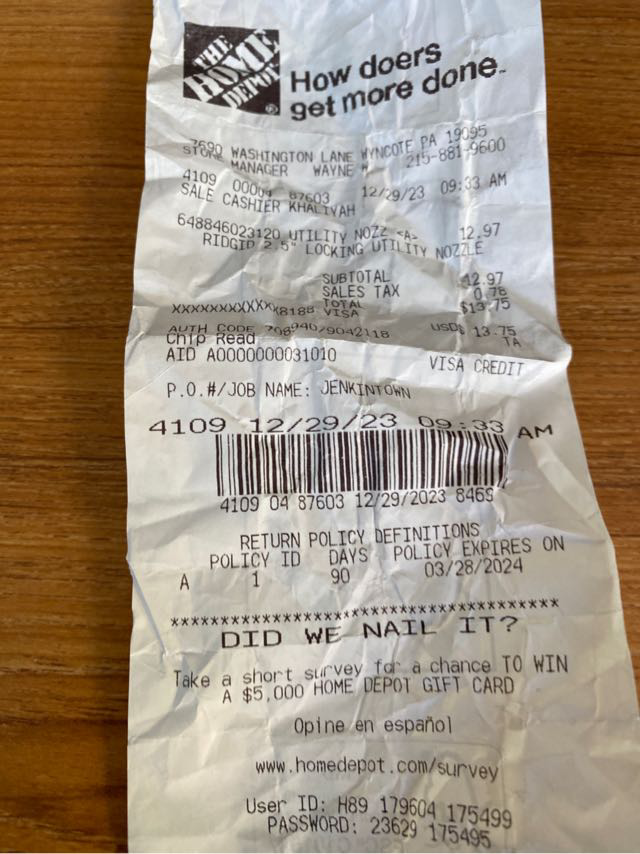 THE HOME DEPOT
How doers
get more done.
7690 WASHINGTON LANE WYNCOTE PA 19095
STORE MANAGER WAYNE 215-881-9600
4109 00004 87603 12/29/23 09:33 AM
SALE CASHIER KHALIYAH
648846023120 UTILITY NOZZ <A> 12.97
RIDGID 2.5" LOCKING UTILITY NOZZLE
SUBTOTAL 12.97
SALES TAX 0.78
TOTAL $13.75
XXXXXXXXXXXX8188 VISA
USD$ 13.75
AUTH CODE TA
Chip Read
AID A0000000031010 VISA CREDIT
P.O.#/JOB NAME: JENKINTOWN
4109 12/29/23 09:33 AM
4109 04 87603 12/29/2023 8469
RETURN POLICY DEFINITIONS
POLICY ID DAYS POLICY EXPIRES ON
A 1 90 03/28/2024
***********************************************
DID WE NAIL IT?
Take a short survey for a chance TO WIN
A $5,000 HOME DEPOT GIFT CARD
Opine en español
www.homedepot.com/survey
User ID: H89 179604 175499
PASSWORD: 23629 175495